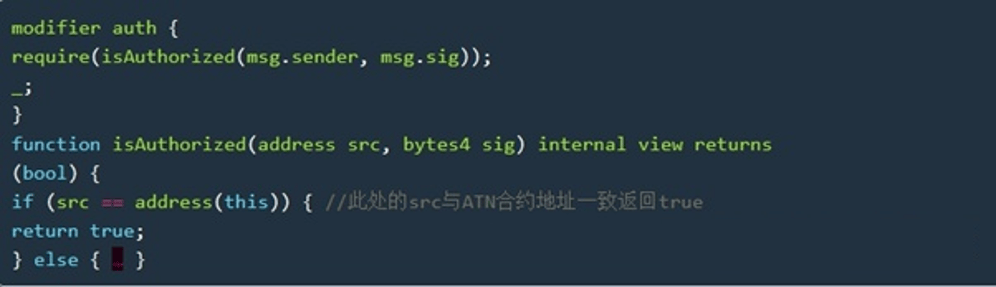 modifier auth {
require(isAuthorized(msg.sender, msg.sig));
_;
}
function isAuthorized(address src, bytes4 sig) internal view returns
(bool) {
if (src == address(this)) { //此处的src与ATN合约地址一致返回true
return true;
} else { … }